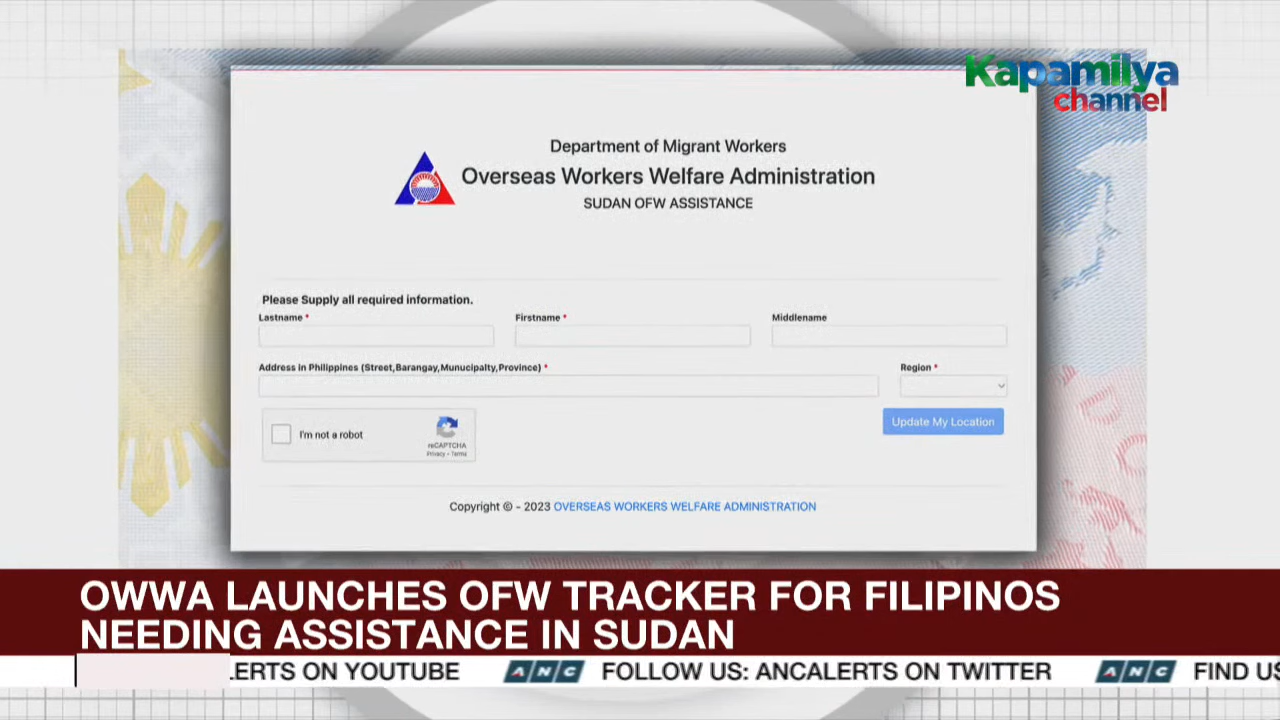 Kapamilya
channel
Department of Migrant Workers
Overseas Workers Welfare Administration
SUDAN OFW ASSISTANCE
Please Supply all required information.
Lastname *
Firstname *
Middlename
Address in Philippines (Street,Barangay,Munucipalty,Province) *
Region *
I'm not a robot
reCAPTCHA
Privacy - Terms
Update My Location
Copyright © - 2023 OVERSEAS WORKERS WELFARE ADMINISTRATION
OWWA LAUNCHES OFW TRACKER FOR FILIPINOS
NEEDING ASSISTANCE IN SUDAN
LERTS ON YOUTUBE ANC FOLLOW US: ANCALERTS ON TWITTER ANC FIND US